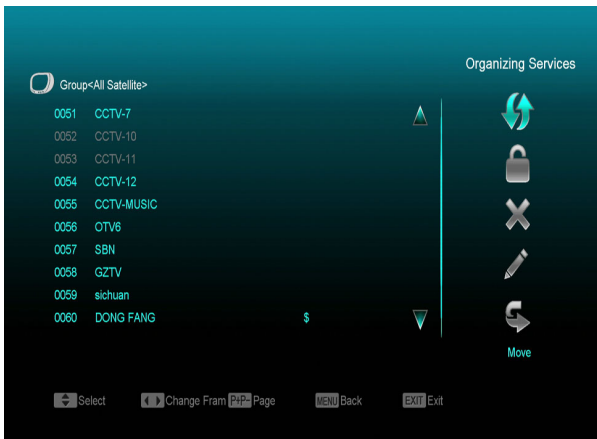 Organizing Services
Group<All Satellite>
0051 CCTV-7
0052 CCTV-10
0053 CCTV-11
0054 CCTV-12
0055 CCTV-MUSIC
0056 OTV6
0057 SBN
0058 GZTV
0059 sichuan
0060 DONG FANG $
Move
Select Change Fram P+P- Page MENU Back EXIT Exit